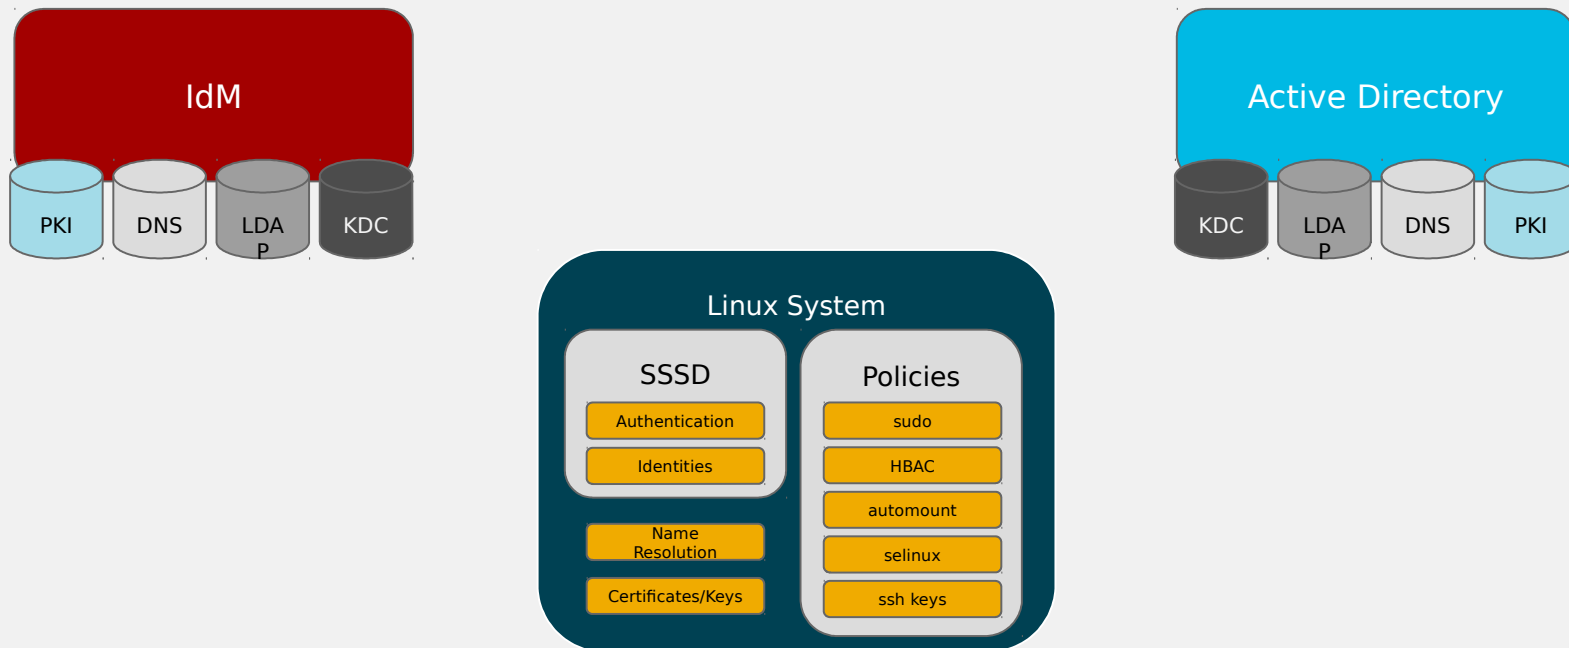 IdM
Active Directory
PKI
DNS
LDA
P
KDC
KDC
LDA
P
DNS
PKI
Linux System
SSSD
Authentication
Identities
Name
Resolution
Certificates/Keys
Policies
sudo
HBAC
automount
selinux
ssh keys